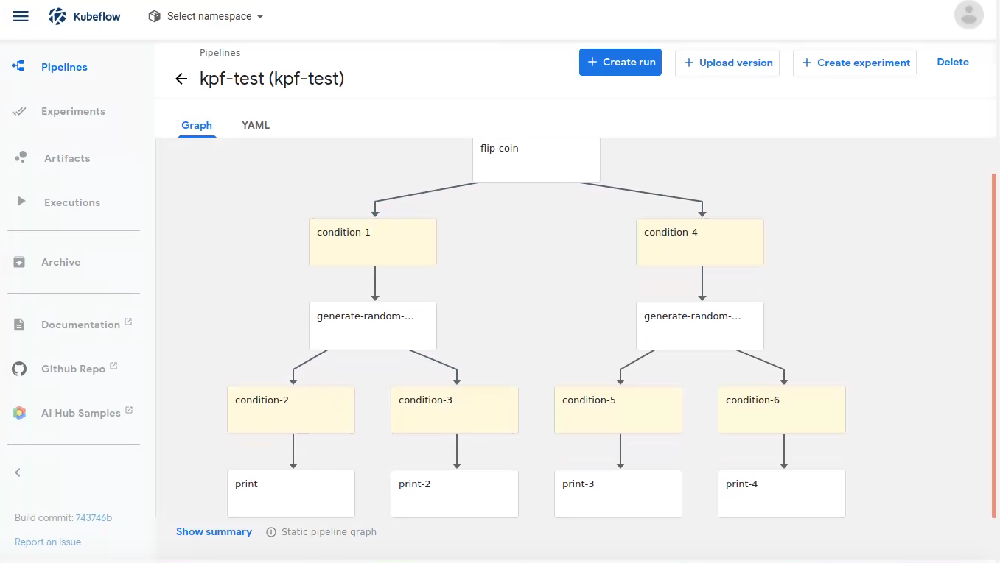 Kubeflow
Select namespace
Pipelines
Experiments
Artifacts
Executions
Archive
Documentation
Github Repo
AI Hub Samples
Build commit: 743746b
Report an Issue
Pipelines
kpf-test (kpf-test)
+ Create run
+ Upload version
+ Create experiment
Delete
Graph
YAML
flip-coin
condition-1
condition-4
generate-random-...
generate-random-...
condition-2
condition-3
condition-5
condition-6
print
print-2
print-3
print-4
Show summary
Static pipeline graph